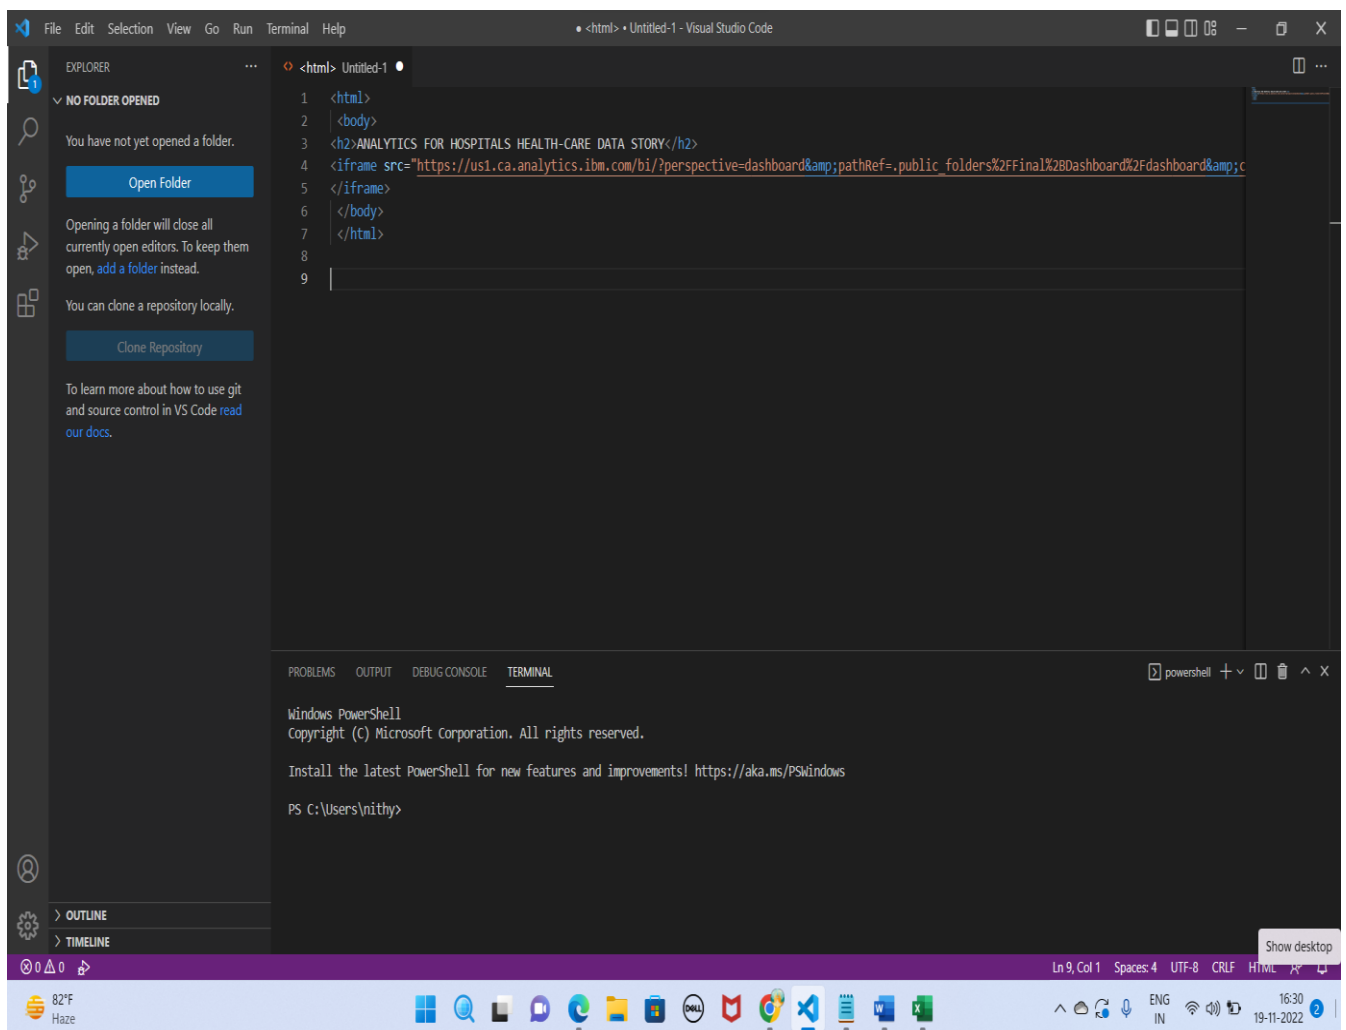 File Edit Selection View Go Run Terminal Help
● <html> • Untitled-1 - Visual Studio Code
EXPLORER
1
NO FOLDER OPENED
You have not yet opened a folder.
Open Folder
Opening a folder will close all
currently open editors. To keep them
open, add a folder instead.
You can clone a repository locally.
Clone Repository
To learn more about how to use git
and source control in VS Code read
our docs.
OUTLINE
TIMELINE
<html> Untitled-1 ●
1 <html>
2 <body>
3 <h2>ANALYTICS FOR HOSPITALS HEALTH-CARE DATA STORY</h2>
4 <iframe src="https://us1.ca.analytics.ibm.com/bi/?perspective=dashboard&amp;pathRef=.public_folders%2FFinal%2BDashboard%2Fdashboard&amp;c
5 </iframe>
6 </body>
7 </html>
8
9
PROBLEMS OUTPUT DEBUG CONSOLE TERMINAL
powershell
Windows PowerShell
Copyright (C) Microsoft Corporation. All rights reserved.
Install the latest PowerShell for new features and improvements! https://aka.ms/PSWindows
PS C:\Users\nithy>
Show desktop
0 0
Ln 9, Col 1 Spaces: 4 UTF-8 CRLF HTML
82°F
Haze
DELL
W
X
ENG
IN
16:30
19-11-2022
2